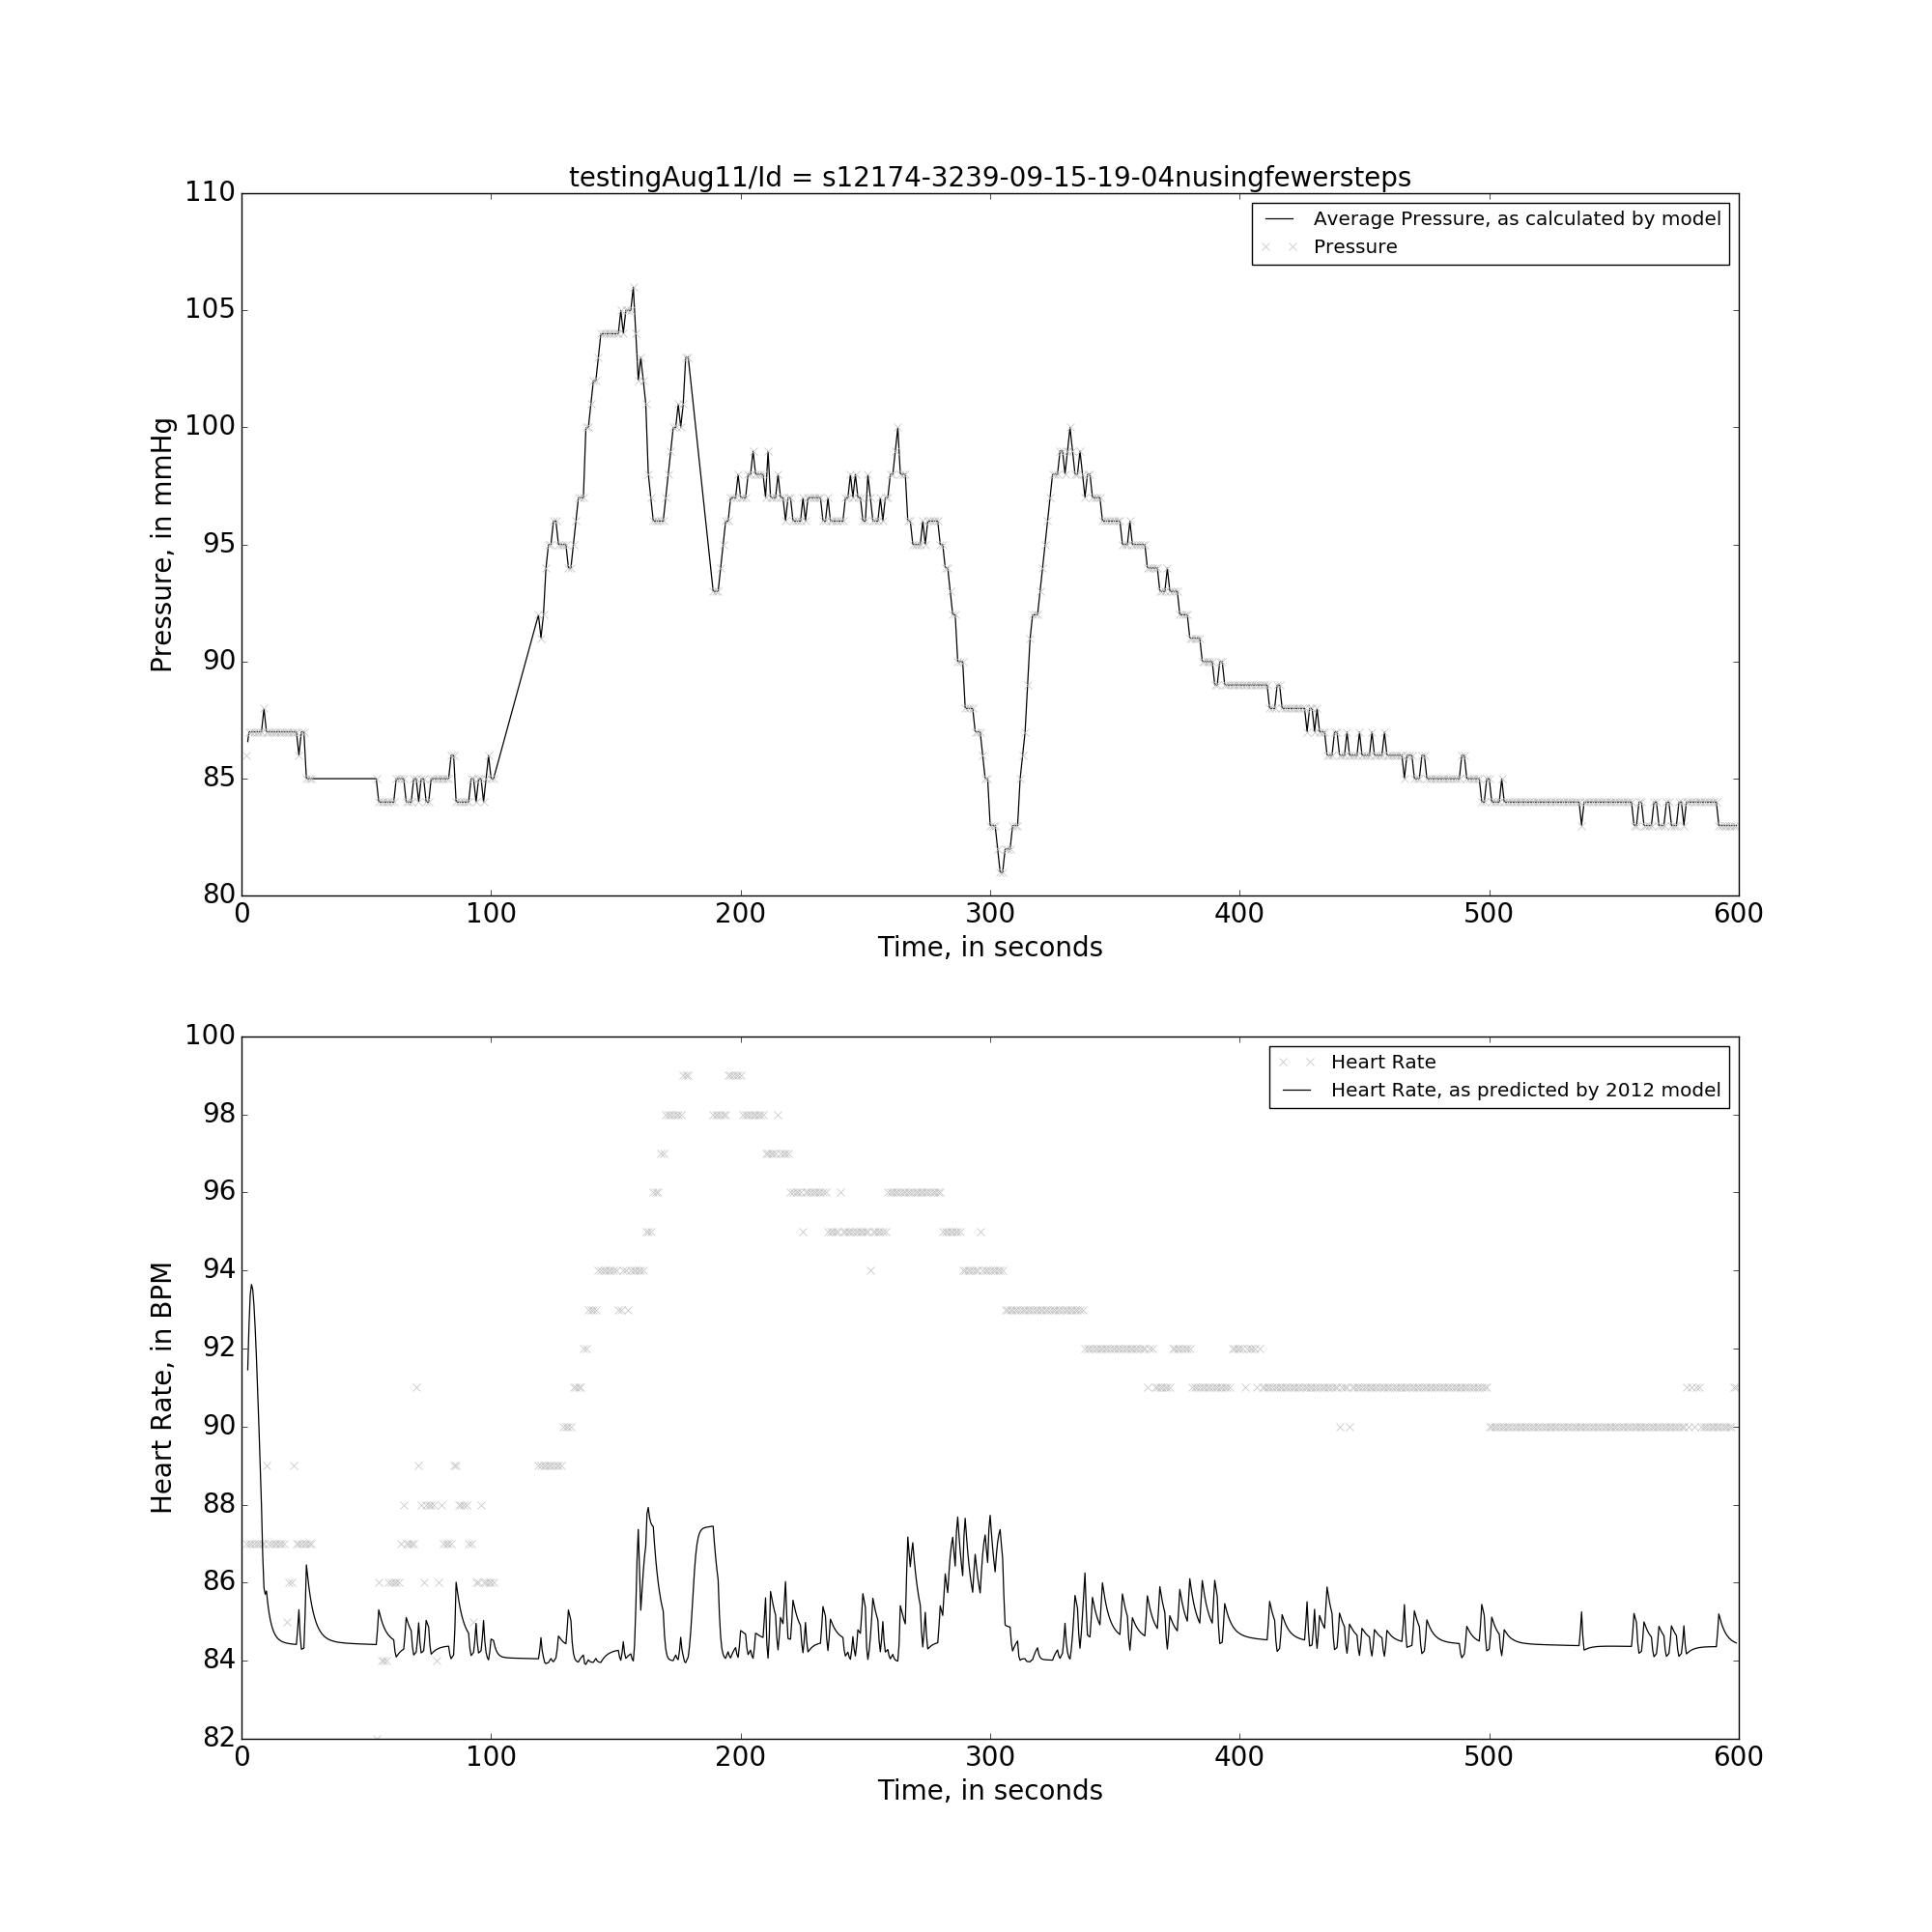 testingAug11/Id = s12174-3239-09-15-19-04nusingfewersteps
110
105
100
95
90
85
80
Pressure, in mmHg
Average Pressure, as calculated by model
Pressure
0 100 200 300 400 500 600
Time, in seconds
100
98
96
94
92
90
88
86
84
82
Heart Rate, in BPM
Heart Rate
Heart Rate, as predicted by 2012 model
0 100 200 300 400 500 600
Time, in seconds